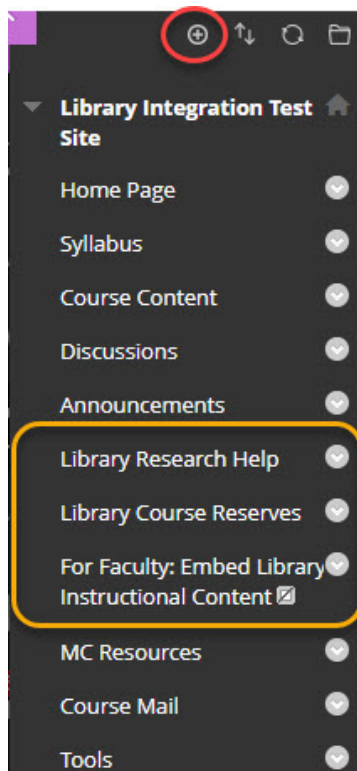 Library Integration Test
Site
Home Page
Syllabus
Course Content
Discussions
Announcements
Library Research Help
Library Course Reserves
For Faculty: Embed Library
Instructional Content
MC Resources
Course Mail
Tools